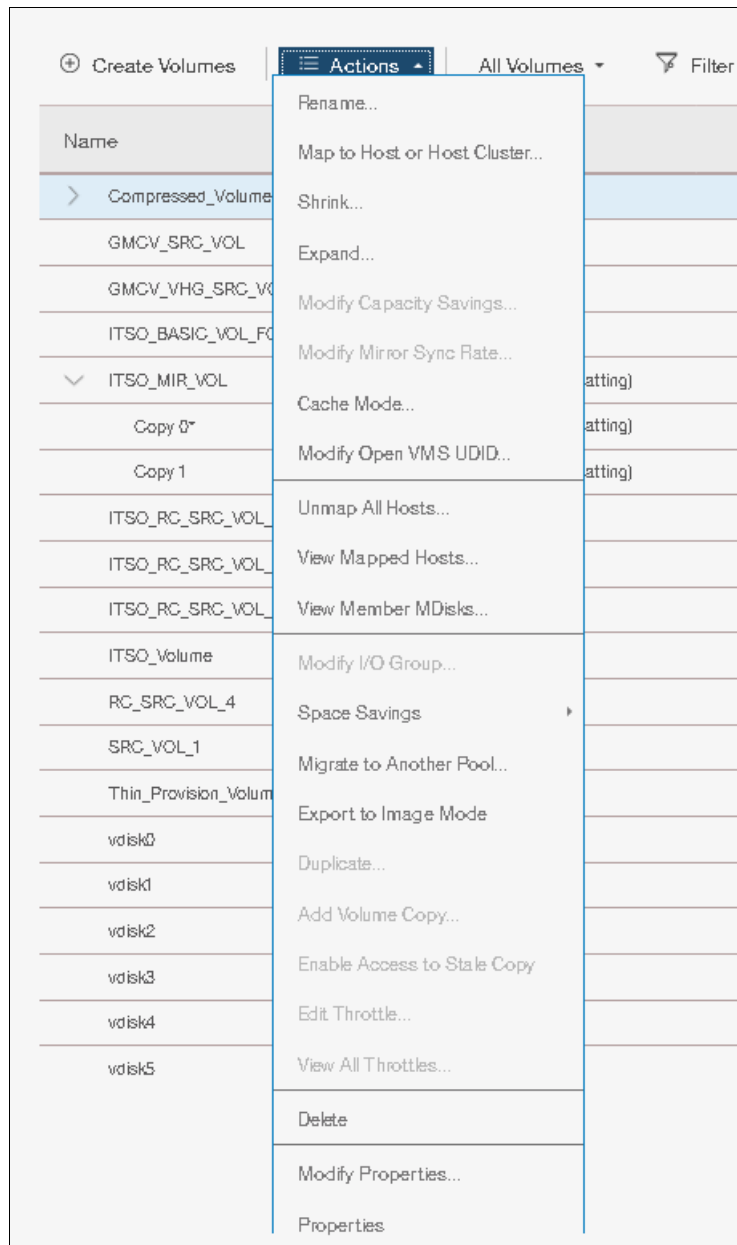 Create Volumes Actions All Volumes Filter
Name
Compressed_Volume
GMCV_SRC_VOL
GMCV_VHG_SRC_VO
ITSO_BASIC_VOL_FO
ITSO_MIR_VOL
Copy 0*
Copy 1
ITSO_RC_SRC_VOL_
ITSO_RC_SRC_VOL_
ITSO_RC_SRC_VOL_
ITSO_Volume
RC_SRC_VOL_4
SRC_VOL_1
Thin_Provision_Volum
vdisk0
vdisk1
vdisk2
vdisk3
vdisk4
vdisk5
Rename...
Map to Host or Host Cluster...
Shrink...
Expand...
Modify Capacity Savings...
Modify Mirror Sync Rate...
Cache Mode...
Modify Open VMS UDID...
Unmap All Hosts...
View Mapped Hosts...
View Member MDisks...
Modify I/O Group...
Space Savings
Migrate to Another Pool...
Export to Image Mode
Duplicate...
Add Volume Copy...
Enable Access to Stale Copy
Edit Throttle...
View All Throttles...
Delete
Modify Properties...
Properties
atting)
atting)
atting)